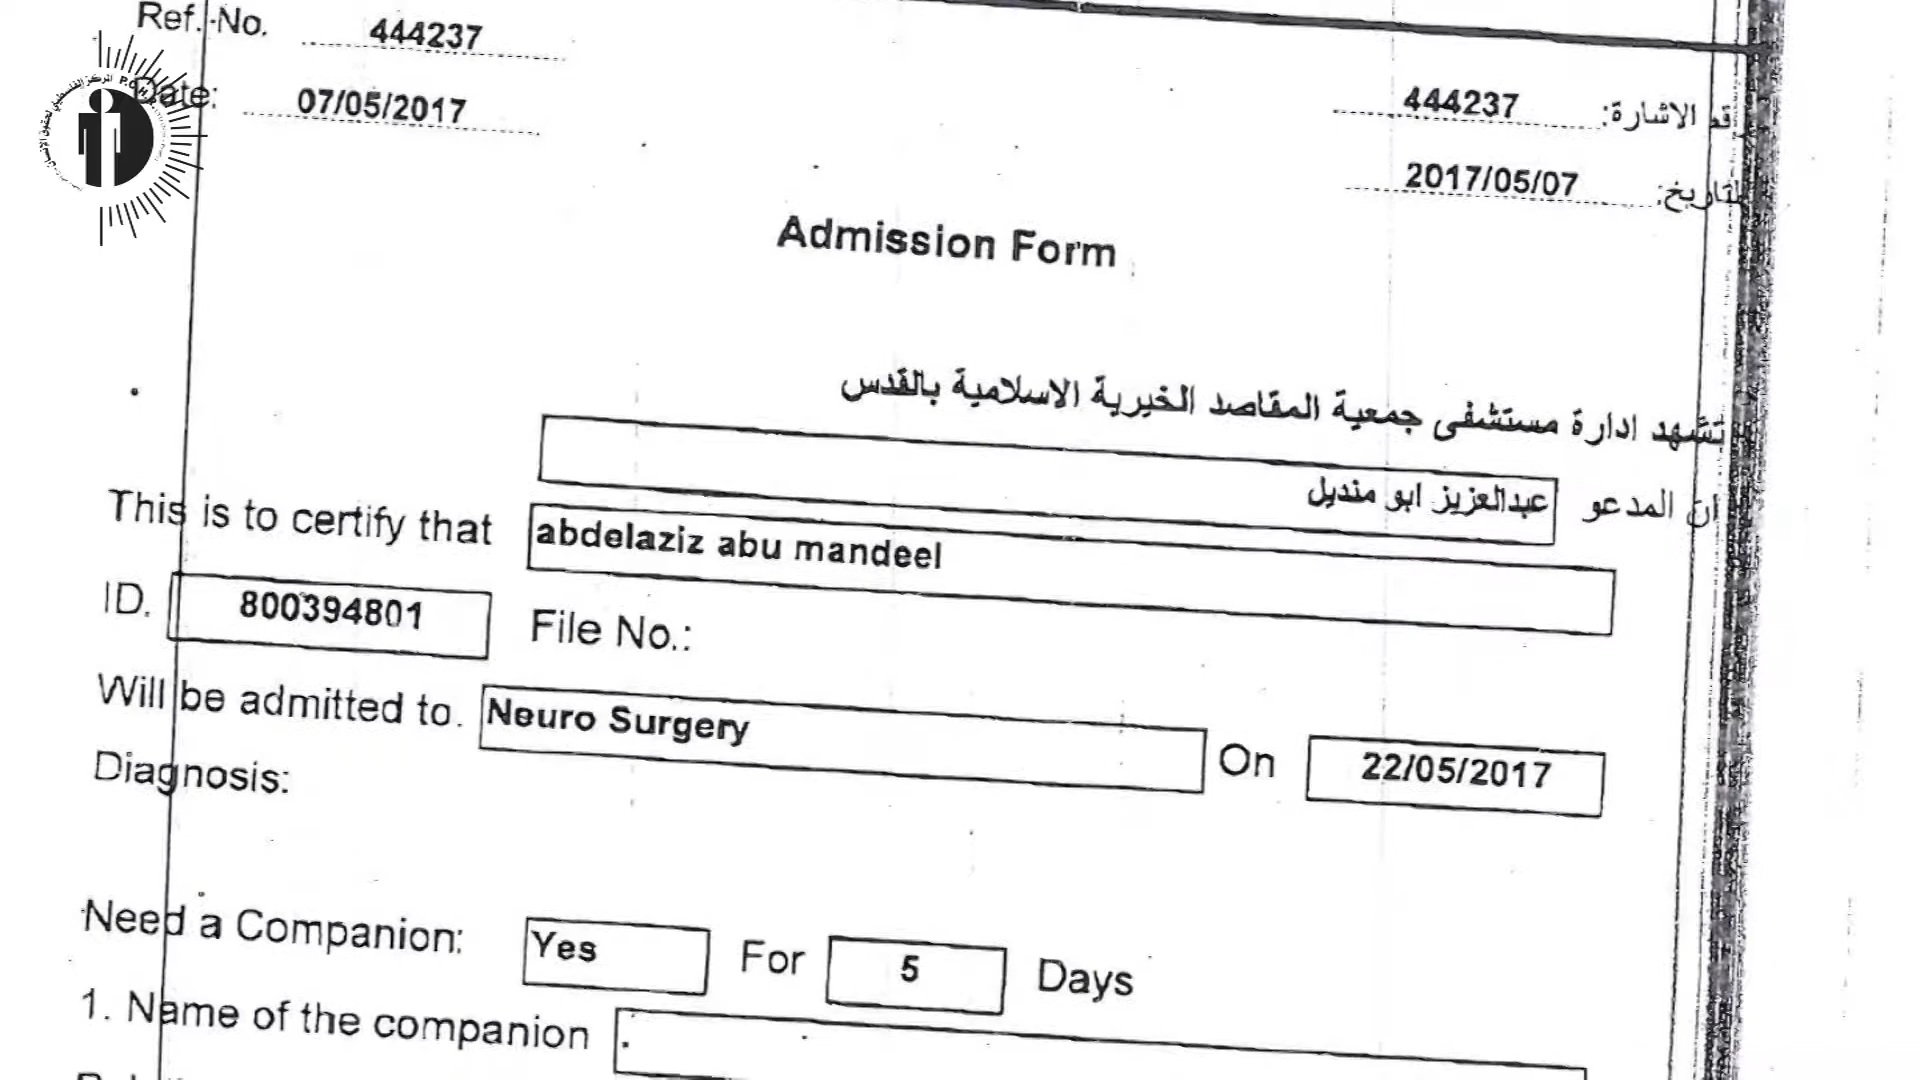 Ref. No. 444237
Date: 07/05/2017
444237 الاشارة:
2017/05/07 التاريخ:
Admission Form
تشهد ادارة مستشفى جمعية المقاصد الخيرية الاسلامية بالقدس
ان المدعو عبدالعزيز ابو منديل
This is to certify that abdelaziz abu mandeel
ID. 800394801 File No.:
Will be admitted to. Neuro Surgery On 22/05/2017
Diagnosis:
Need a Companion: Yes For 5 Days
1. Name of the companion .